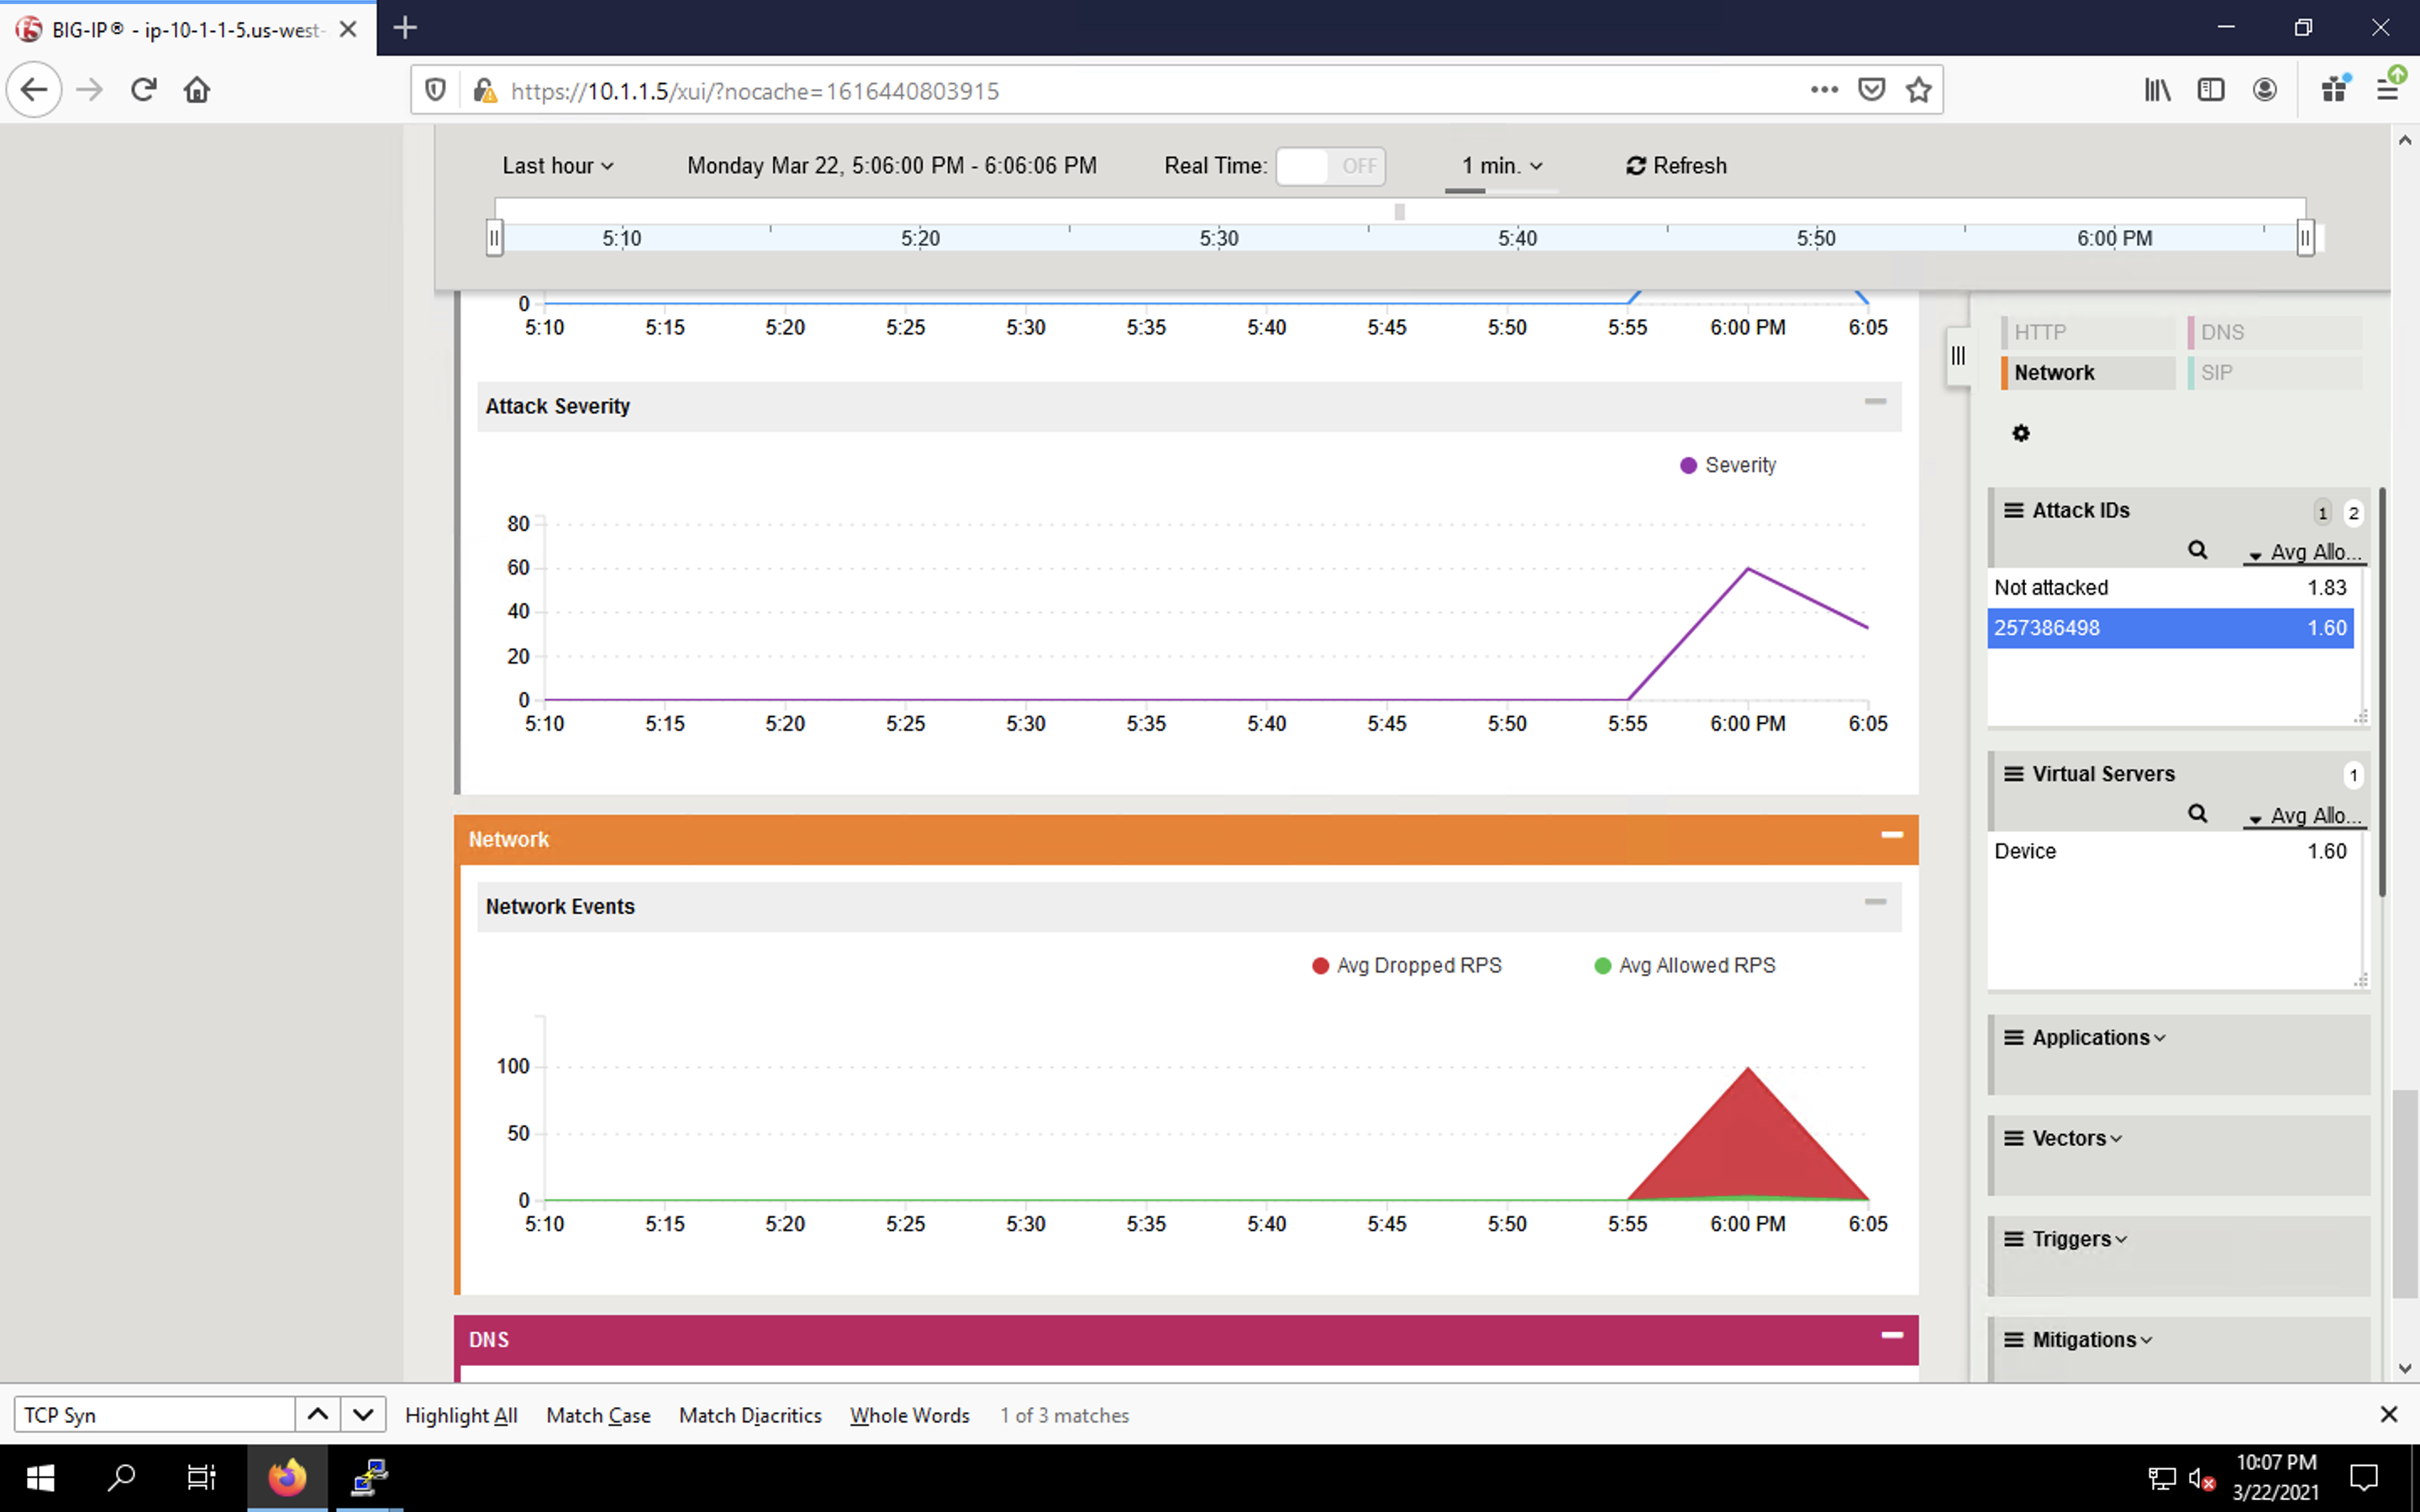 BIG-IP® - ip-10-1-1-5.us-west-
https://10.1.1.5/xui/?nocache=1616440803915
Last hour Monday Mar 22, 5:06:00 PM - 6:06:06 PM Real Time: OFF 1 min. Refresh
5:10 5:20 5:30 5:40 5:50 6:00 PM
0
5:10 5:15 5:20 5:25 5:30 5:35 5:40 5:45 5:50 5:55 6:00 PM 6:05
Attack Severity
Severity
80
60
40
20
0
5:10 5:15 5:20 5:25 5:30 5:35 5:40 5:45 5:50 5:55 6:00 PM 6:05
Network
Network Events
Avg Dropped RPS Avg Allowed RPS
100
50
0
5:10 5:15 5:20 5:25 5:30 5:35 5:40 5:45 5:50 5:55 6:00 PM 6:05
DNS
HTTP DNS
Network SIP
Attack IDs 1 2
Avg Allo...
Not attacked 1.83
257386498 1.60
Virtual Servers 1
Avg Allo...
Device 1.60
Applications
Vectors
Triggers
Mitigations
TCP Syn Highlight All Match Case Match Diacritics Whole Words 1 of 3 matches
10:07 PM
3/22/2021